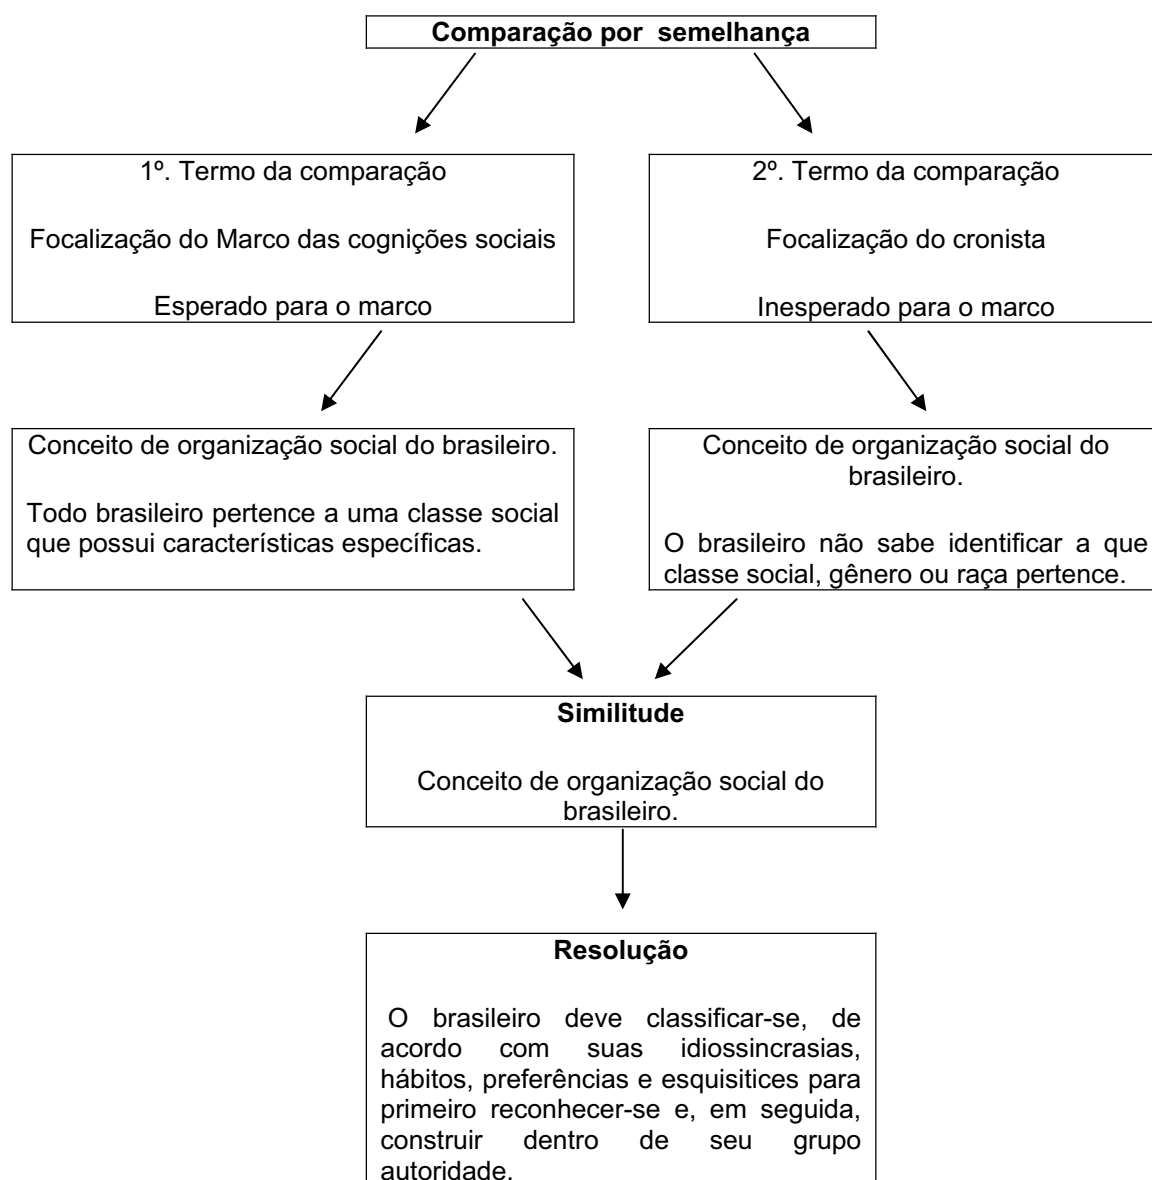 Comparação por semelhança
1º. Termo da comparação
Focalização do Marco das cognições sociais
Esperado para o marco
2º. Termo da comparação
Focalização do cronista
Inesperado para o marco
Conceito de organização social do brasileiro.
Todo brasileiro pertence a uma classe social
que possui características específicas.
Conceito de organização social do
brasileiro.
O brasileiro não sabe identificar a que
classe social, gênero ou raça pertence.
Similitude
Conceito de organização social do
brasileiro.
Resolução
O brasileiro deve classificar-se, de
acordo com suas idiossincrasias,
hábitos, preferências e esquisitices para
primeiro reconhecer-se e, em seguida,
construir dentro de seu grupo
autoridade.